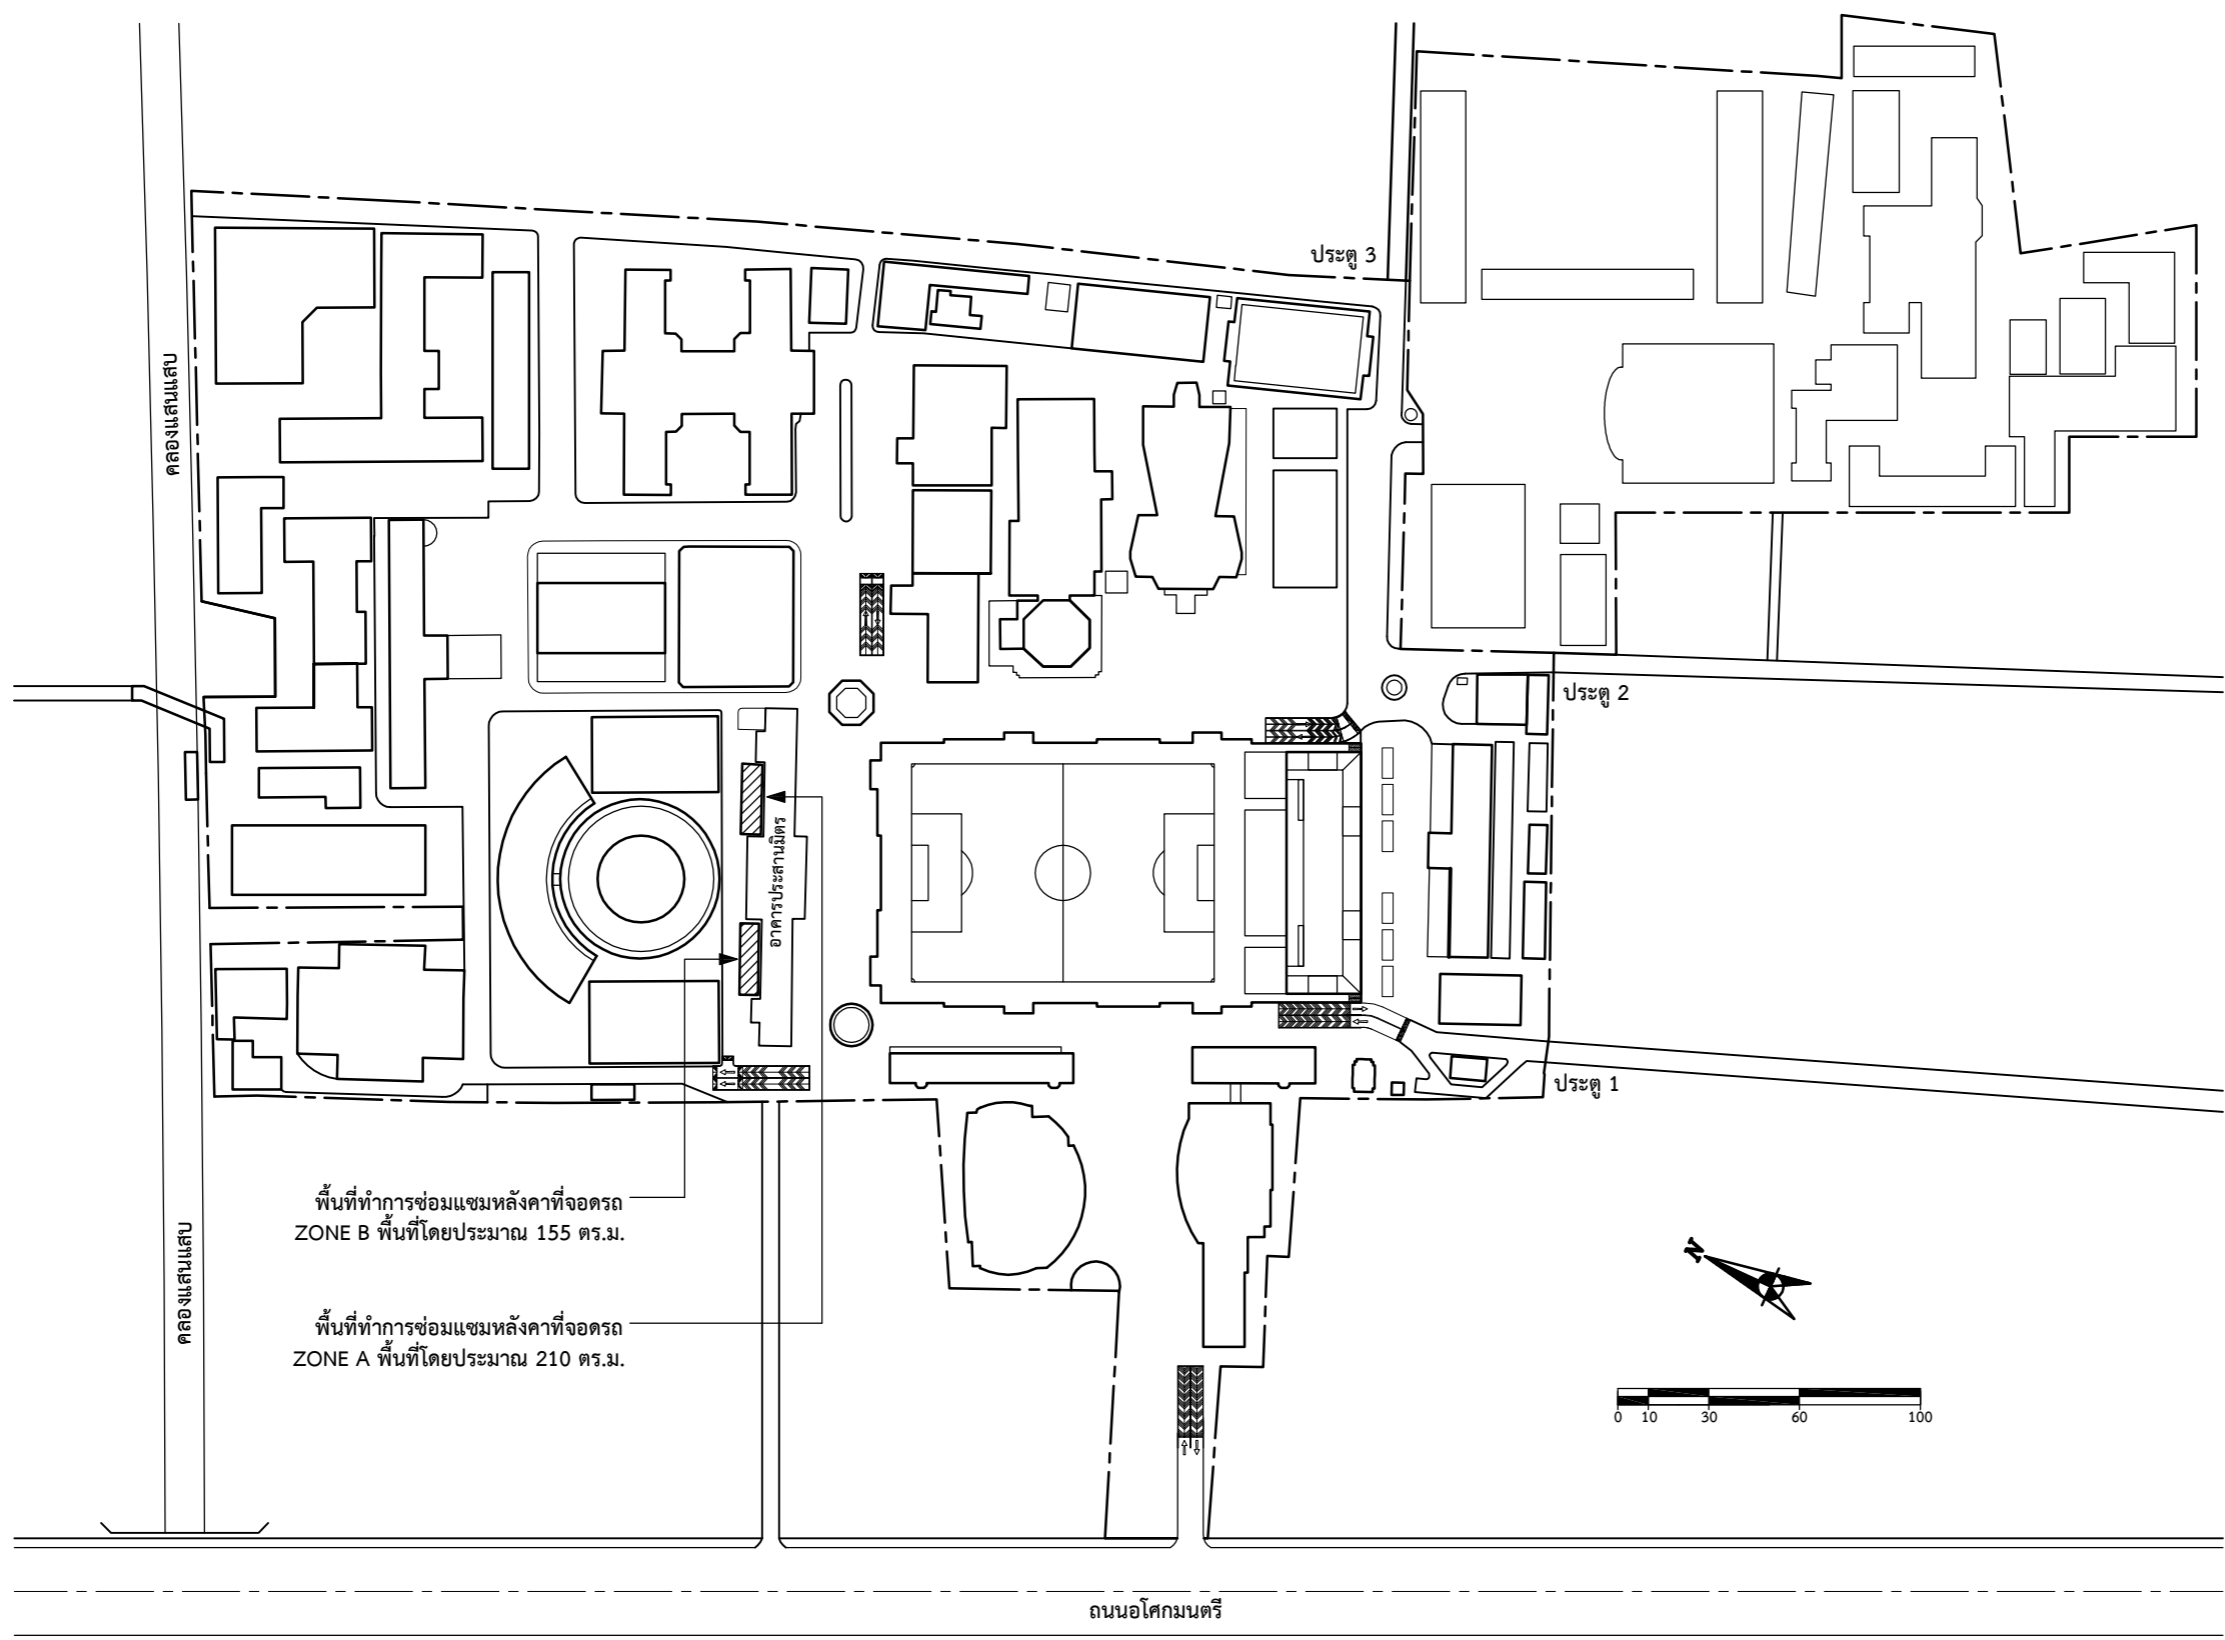 ประตู 3
คลองแสนแสบ
ประตู 2
อาคารประสานมิตร
ประตู 1
พื้นที่ทำการซ่อมแซมหลังคาที่จอดรถ
ZONE B พื้นที่โดยประมาณ 155 ตร.ม.
คลองแสนแสบ
พื้นที่ทำการซ่อมแซมหลังคาที่จอดรถ
ZONE A พื้นที่โดยประมาณ 210 ตร.ม.
N
0 10 30 60 100
ถนนอโศกมนตรี